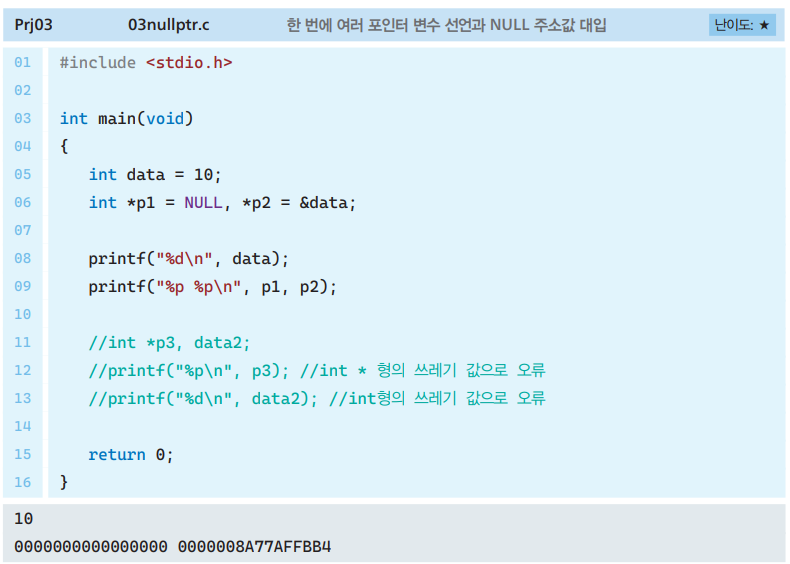 Prj03 03nullptr.c 한 번에 여러 포인터 변수 선언과 NULL 주소값 대입 난이도: ★
01 #include <stdio.h>
02
03 int main(void)
04 {
05 int data = 10;
06 int *p1 = NULL, *p2 = &data;
07
08 printf("%d\n", data);
09 printf("%p %p\n", p1, p2);
10
11 //int *p3, data2;
12 //printf("%p\n", p3); //int * 형의 쓰레기 값으로 오류
13 //printf("%d\n", data2); //int형의 쓰레기 값으로 오류
14
15 return 0;
16 }
10
0000000000000000 0000008A77AFFBB4